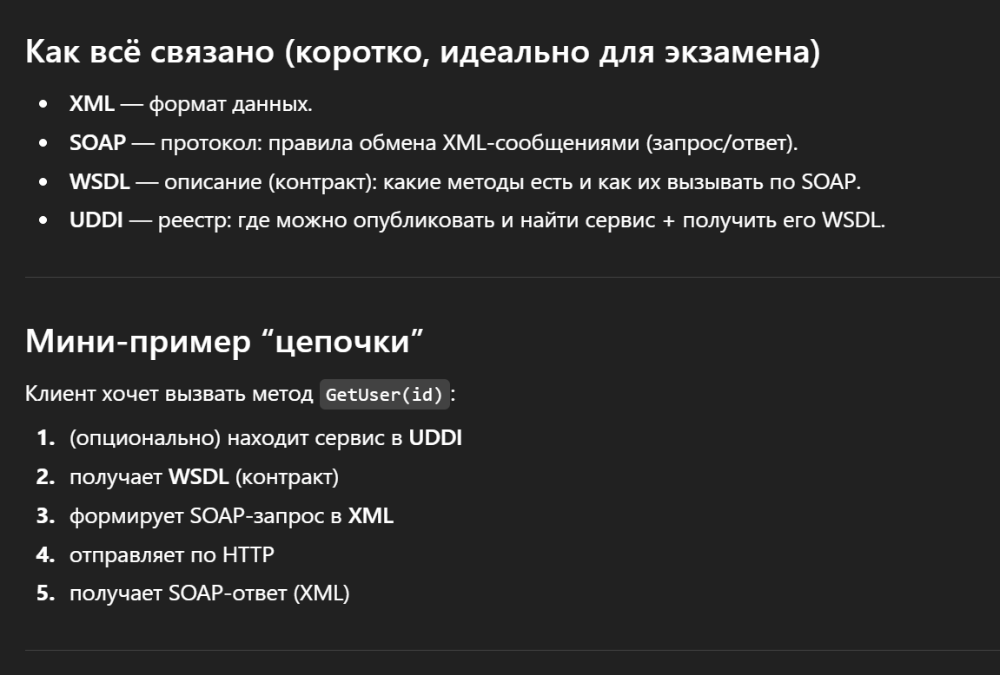 Как всё связано (коротко, идеально для экзамена)
• XML — формат данных.
• SOAP — протокол: правила обмена XML-сообщениями (запрос/ответ).
• WSDL — описание (контракт): какие методы есть и как их вызывать по SOAP.
• UDDI — реестр: где можно опубликовать и найти сервис + получить его WSDL.
Мини-пример “цепочки”
Клиент хочет вызвать метод GetUser(id):
1. (опционально) находит сервис в UDDI
2. получает WSDL (контракт)
3. формирует SOAP-запрос в XML
4. отправляет по HTTP
5. получает SOAP-ответ (XML)